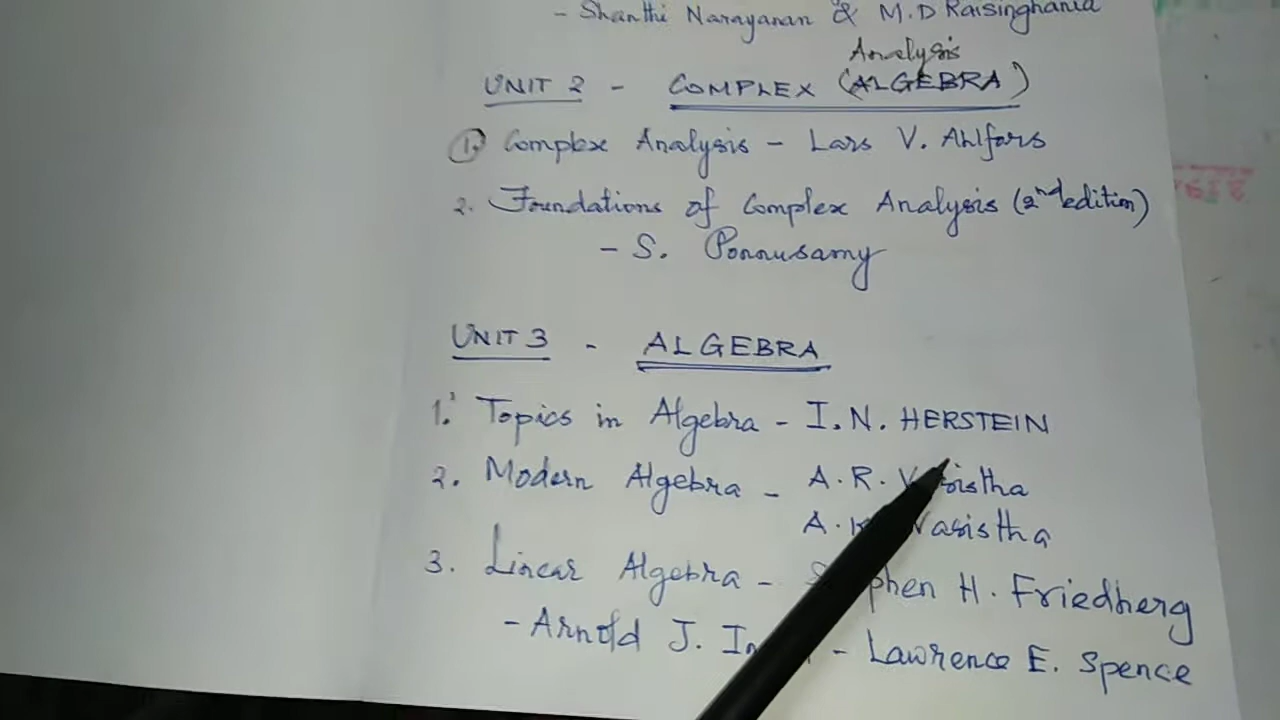 - Shanthi Narayanan & M.D Raisinghania
Analysis
UNIT 2 - COMPLEX (ALGEBRA)
1. Complex Analysis - Lars V. Ahlfors
2. Foundations of Complex Analysis (2nd edition)
- S. Ponnusamy
UNIT 3 - ALGEBRA
1. Topics in Algebra - I.N. HERSTEIN
2. Modern Algebra - A.R.
A. Vasistha
3. Linear Algebra - H. Friedberg
- Arnold J. - Lawrence E. Spence